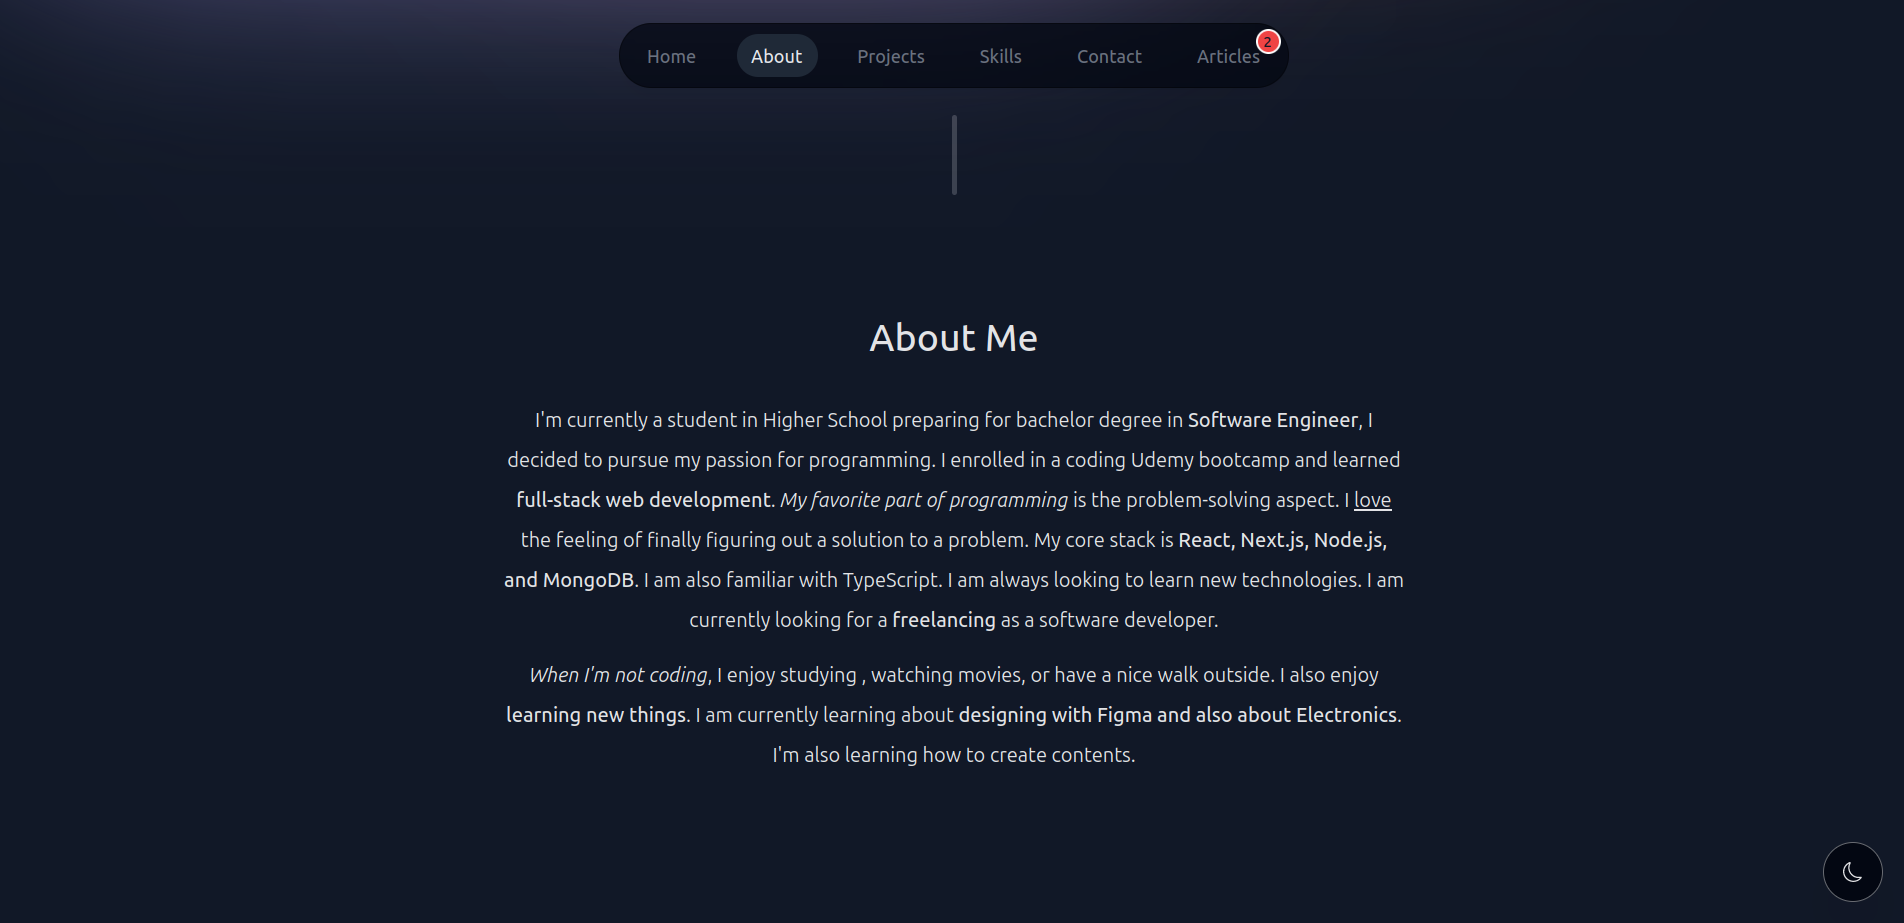 Home About Projects Skills Contact Articles 2
About Me
I'm currently a student in Higher School preparing for bachelor degree in Software Engineer, I
decided to pursue my passion for programming. I enrolled in a coding Udemy bootcamp and learned
full-stack web development. My favorite part of programming is the problem-solving aspect. I love
the feeling of finally figuring out a solution to a problem. My core stack is React, Next.js, Node.js,
and MongoDB. I am also familiar with TypeScript. I am always looking to learn new technologies. I am
currently looking for a freelancing as a software developer.
When I'm not coding, I enjoy studying , watching movies, or have a nice walk outside. I also enjoy
learning new things. I am currently learning about designing with Figma and also about Electronics.
I'm also learning how to create contents.